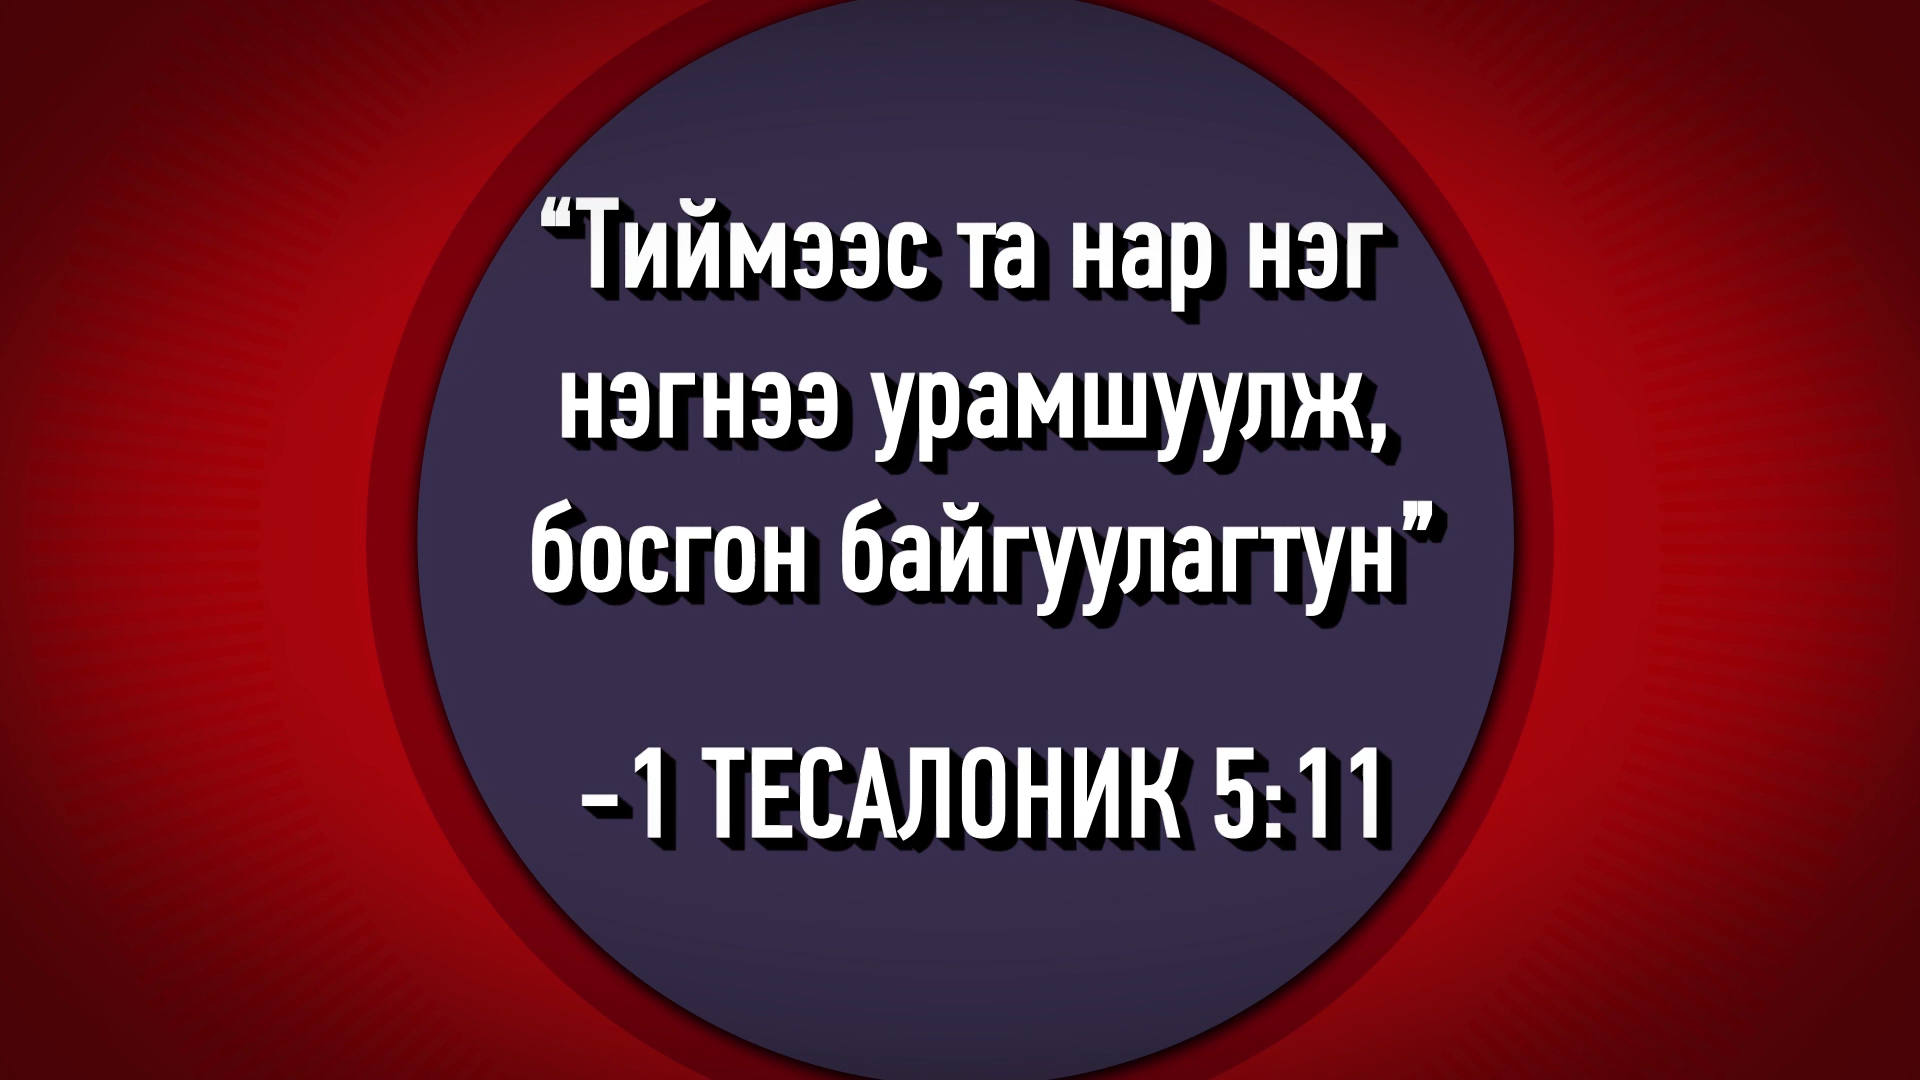 “Тиймээс та нар нэг
нэгнээ урамшуулж,
босгон байгуулагтун”
-1 ТЕСАЛОНИК 5:11